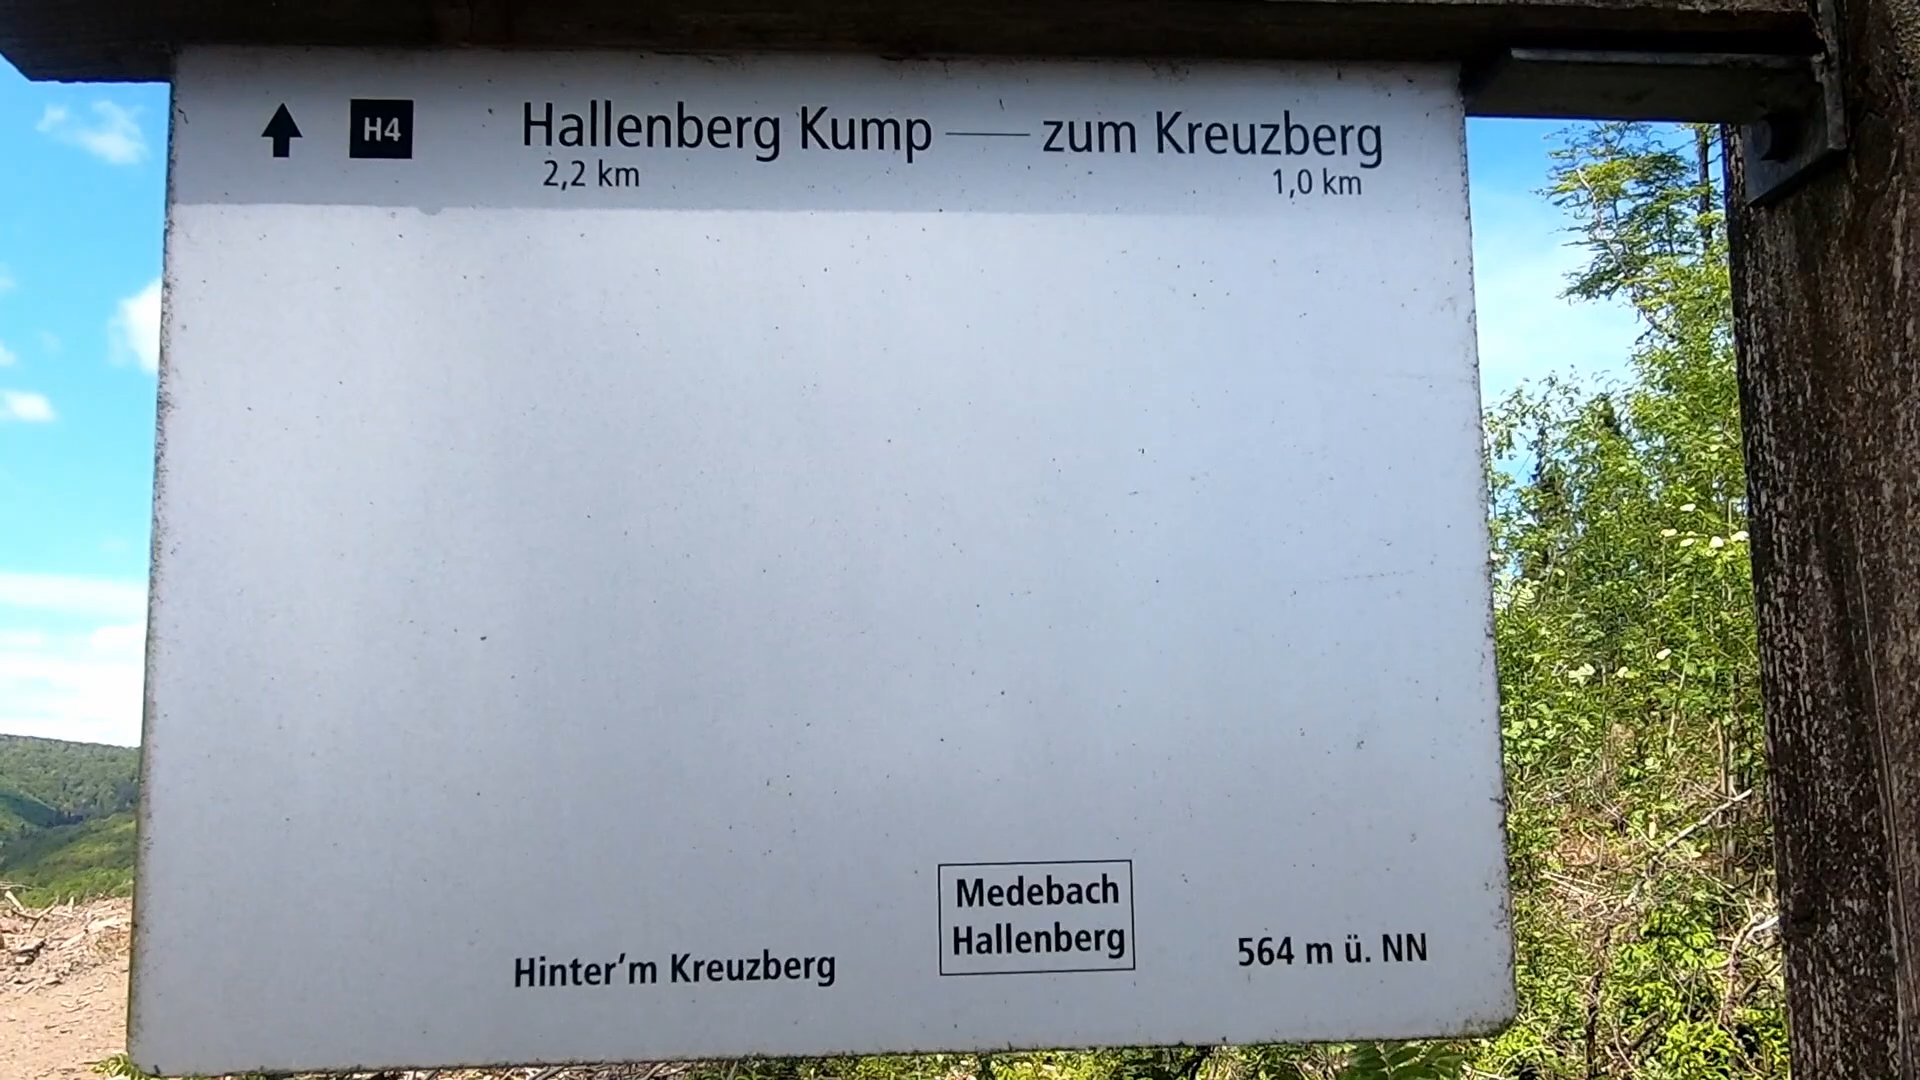 H4 Hallenberg Kump — zum Kreuzberg
2,2 km 1,0 km
Medebach
Hallenberg
Hinter'm Kreuzberg
564 m ü. NN